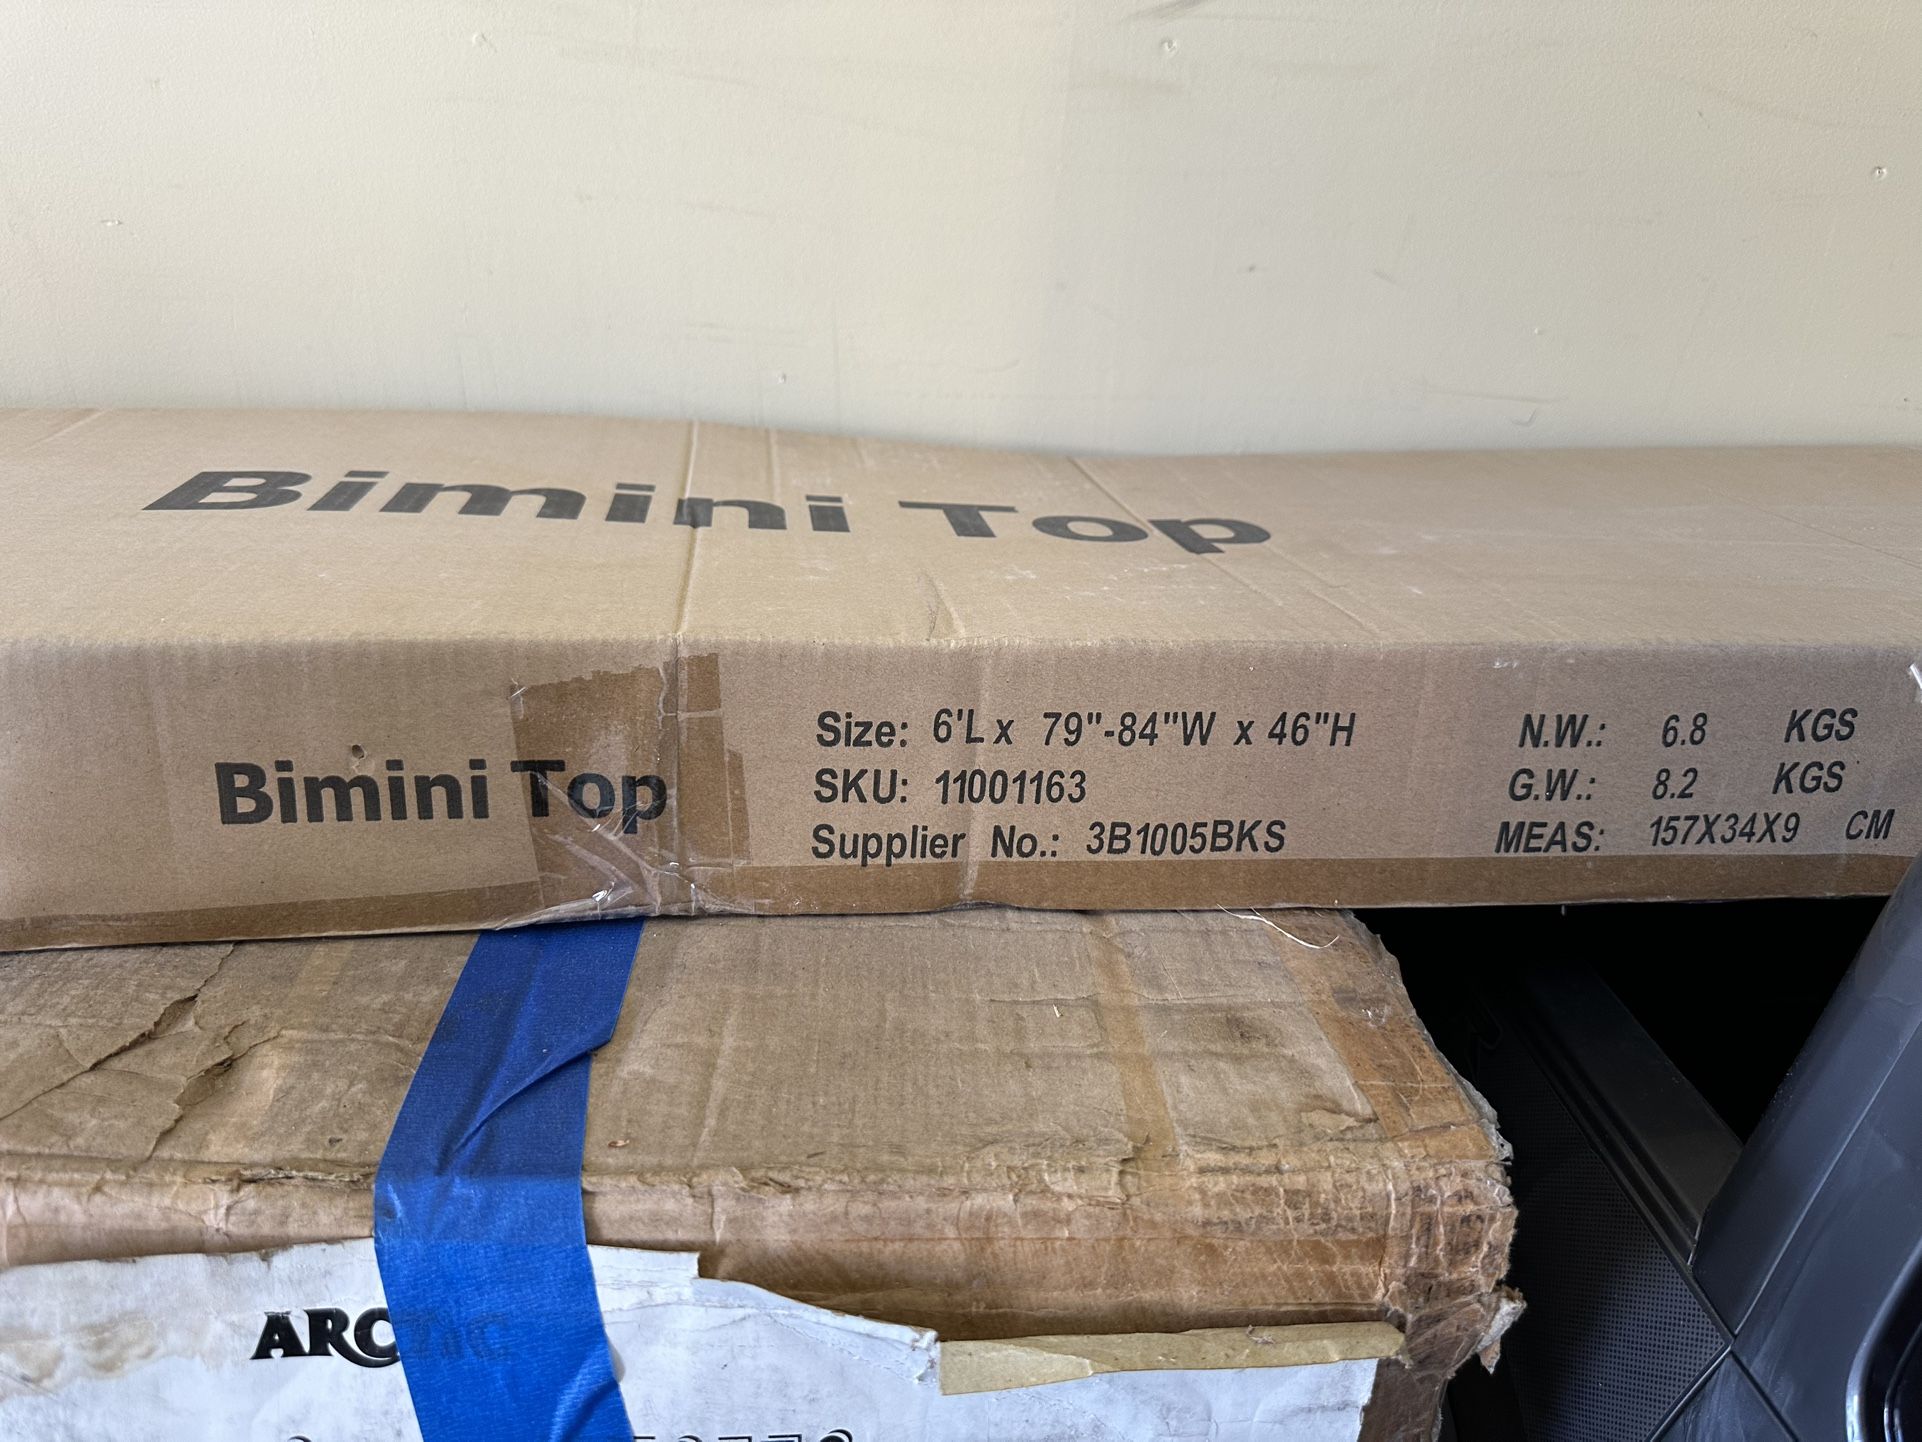 Bimini Top
Bimini Top
Size: 6'L x 79"-84"W x 46"H
SKU: 11001163
Supplier No.: 3B1005BKS
N.W.: 6.8 KGS
G.W.: 8.2 KGS
MEAS: 157X34X9 CM
ARCTIC